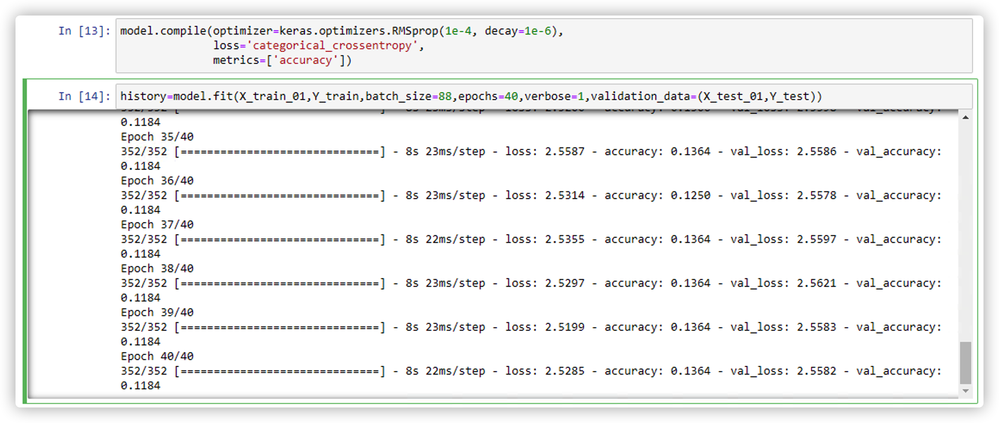 In [13]: model.compile(optimizer=keras.optimizers.RMSprop(1e-4, decay=1e-6),
loss='categorical_crossentropy',
metrics=['accuracy'])
In [14]: history=model.fit(X_train_01,Y_train,batch_size=88,epochs=40,verbose=1,validation_data=(X_test_01,Y_test))
0.1184
Epoch 35/40
352/352 [==============================] - 8s 23ms/step - loss: 2.5587 - accuracy: 0.1364 - val_loss: 2.5586 - val_accuracy:
0.1184
Epoch 36/40
352/352 [==============================] - 8s 23ms/step - loss: 2.5314 - accuracy: 0.1250 - val_loss: 2.5578 - val_accuracy:
0.1184
Epoch 37/40
352/352 [==============================] - 8s 22ms/step - loss: 2.5355 - accuracy: 0.1364 - val_loss: 2.5597 - val_accuracy:
0.1184
Epoch 38/40
352/352 [==============================] - 8s 23ms/step - loss: 2.5297 - accuracy: 0.1364 - val_loss: 2.5621 - val_accuracy:
0.1184
Epoch 39/40
352/352 [==============================] - 8s 23ms/step - loss: 2.5199 - accuracy: 0.1364 - val_loss: 2.5583 - val_accuracy:
0.1184
Epoch 40/40
352/352 [==============================] - 8s 22ms/step - loss: 2.5285 - accuracy: 0.1364 - val_loss: 2.5582 - val_accuracy:
0.1184